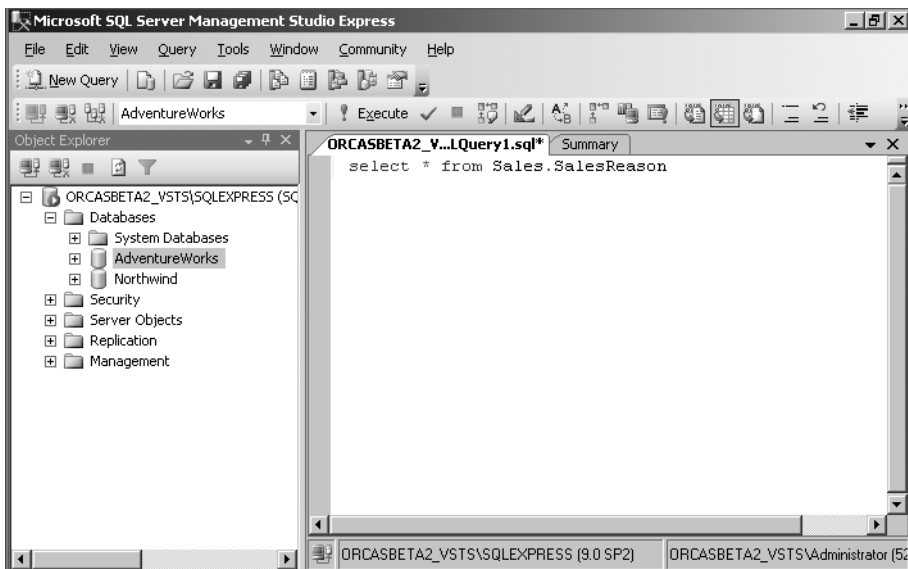 Microsoft SQL Server Management Studio Express
File Edit View Query Tools Window Community Help
New Query
AdventureWorks Execute
Object Explorer
ORCASBETA2_V...LQuery1.sql* Summary
select * from Sales.SalesReason
ORCASBETA2_VSTS\SQLEXPRESS (SQ
Databases
System Databases
AdventureWorks
Northwind
Security
Server Objects
Replication
Management
ORCASBETA2_VSTS\SQLEXPRESS (9.0 SP2) ORCASBETA2_VSTS\Administrator (52